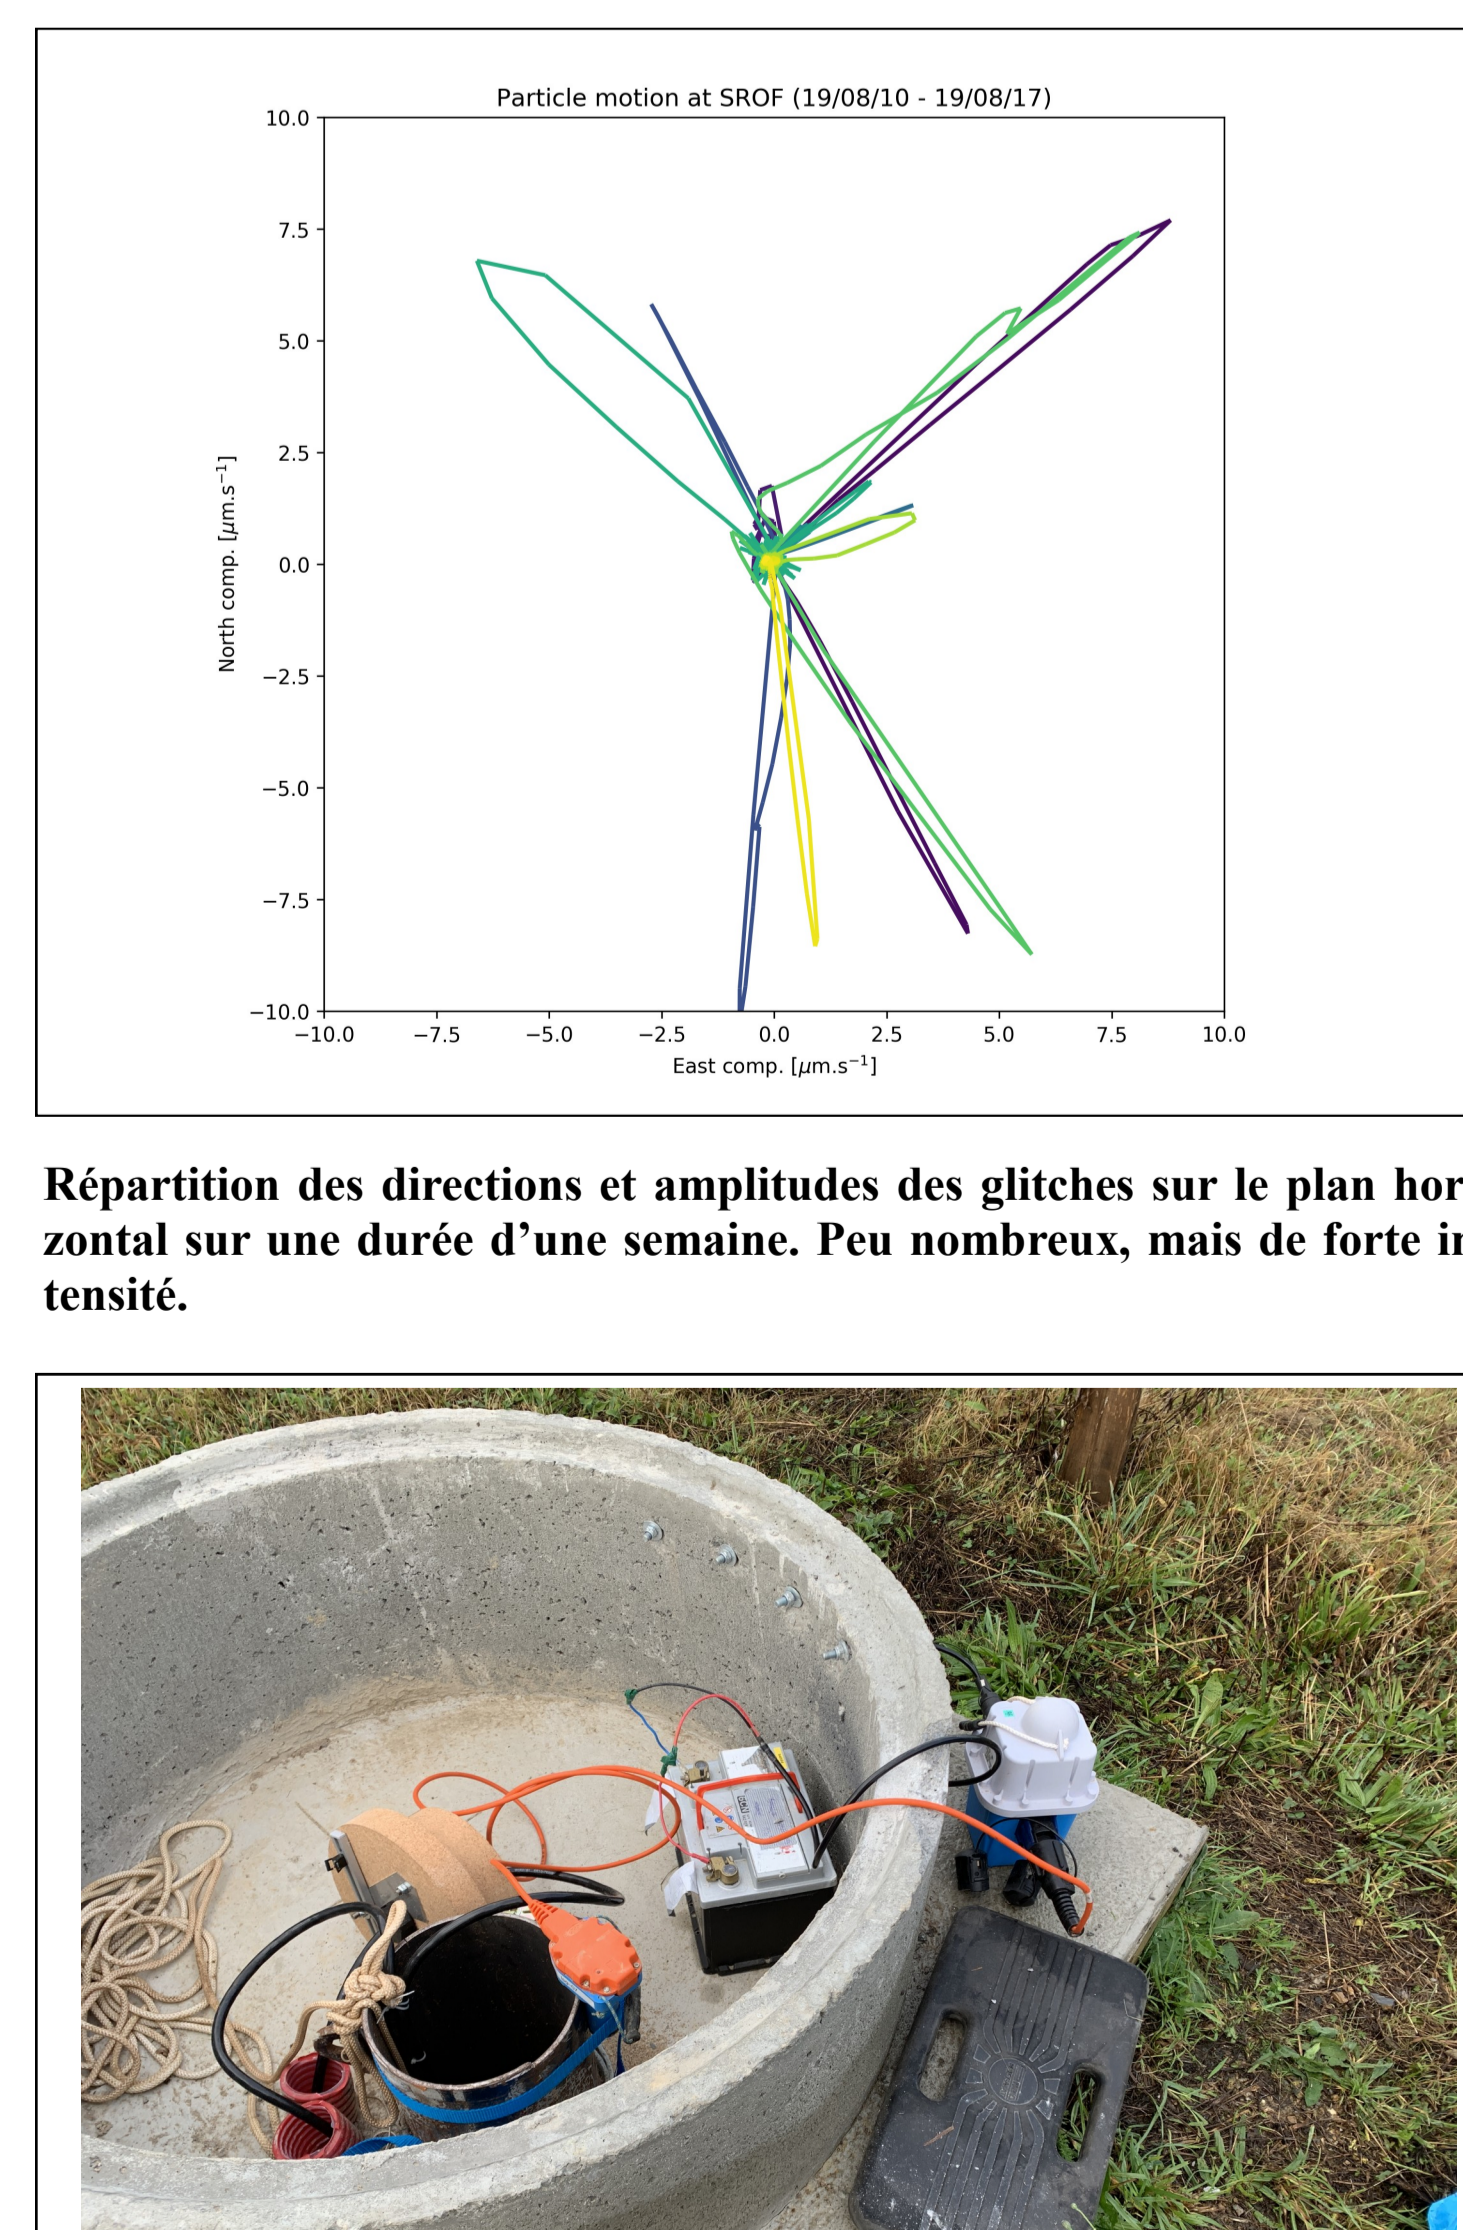 Particle motion at SROF (19/08/10 - 19/08/17)
10.0
7.5
5.0
2.5
0.0
−2.5
−5.0
−7.5
−10.0
North comp. [μm.s⁻¹]
−10.0 −7.5 −5.0 −2.5 0.0 2.5 5.0 7.5 10.0
East comp. [μm.s⁻¹]
Répartition des directions et amplitudes des glitches sur le plan hor
zontal sur une durée d’une semaine. Peu nombreux, mais de forte in
tensité.